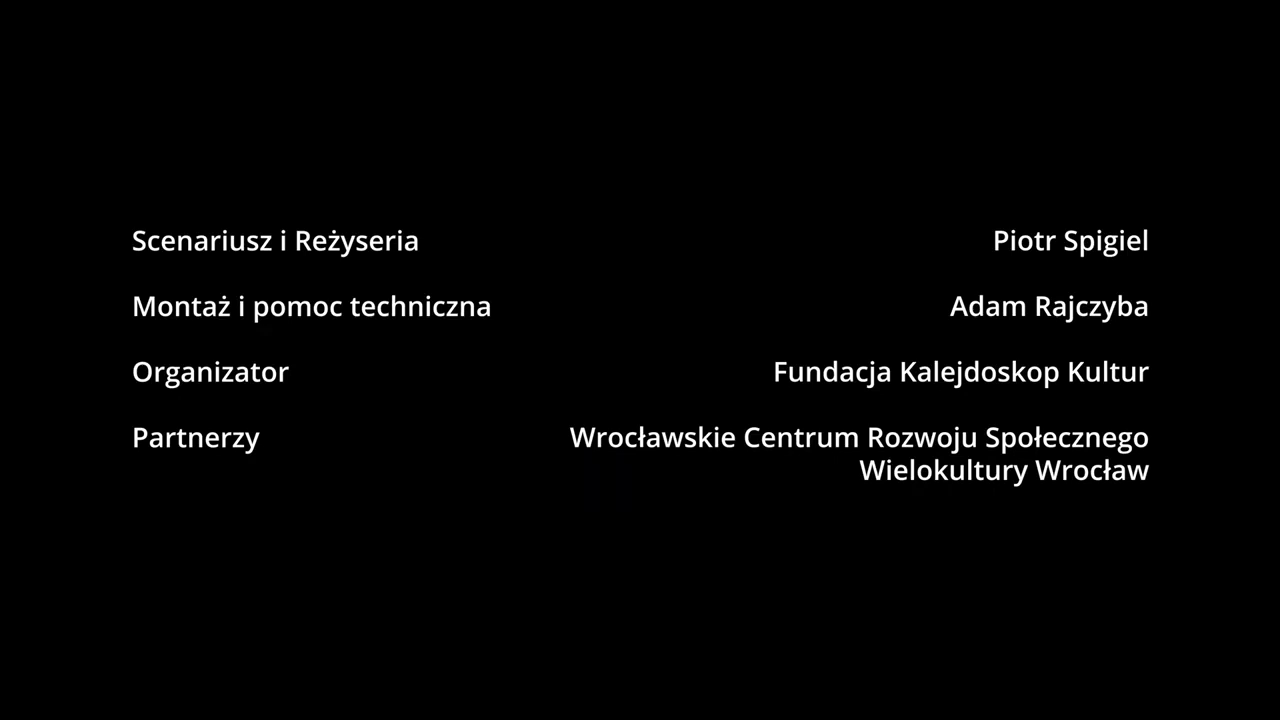 Scenariusz i Reżyseria Piotr Spigiel
Montaż i pomoc techniczna Adam Rajczyba
Organizator Fundacja Kalejdoskop Kultur
Partnerzy Wrocławskie Centrum Rozwoju Społecznego
Wielokultury Wrocław